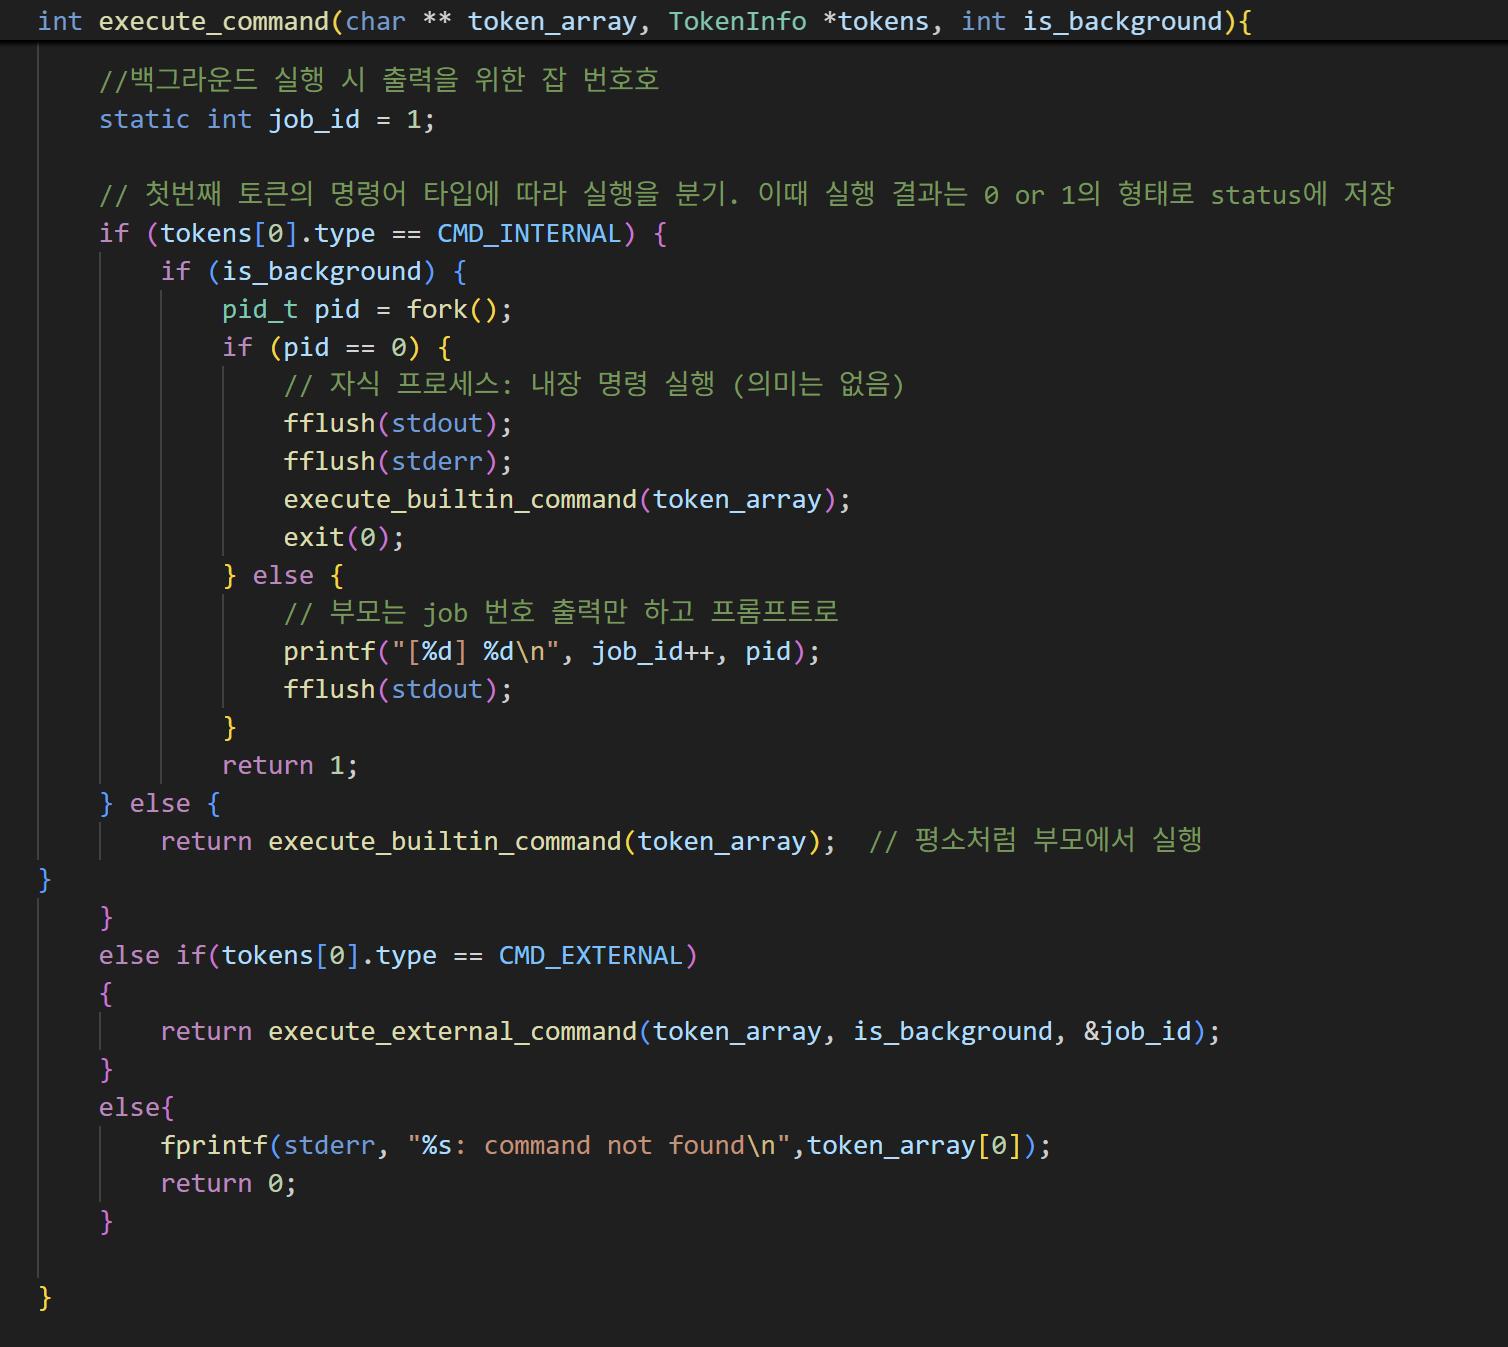 int execute_command(char ** token_array, TokenInfo *tokens, int is_background){
//백그라운드 실행 시 출력을 위한 잡 번호호
static int job_id = 1;
// 첫번째 토큰의 명령어 타입에 따라 실행을 분기. 이때 실행 결과는 0 or 1의 형태로 status에 저장
if (tokens[0].type == CMD_INTERNAL) {
if (is_background) {
pid_t pid = fork();
if (pid == 0) {
// 자식 프로세스: 내장 명령 실행 (의미는 없음)
fflush(stdout);
fflush(stderr);
execute_builtin_command(token_array);
exit(0);
} else {
// 부모는 job 번호 출력만 하고 프롬프트로
printf("[%d] %d\n", job_id++, pid);
fflush(stdout);
}
return 1;
} else {
return execute_builtin_command(token_array);  // 평소처럼 부모에서 실행
}
}
else if(tokens[0].type == CMD_EXTERNAL)
{
return execute_external_command(token_array, is_background, &job_id);
}
else{
fprintf(stderr, "%s: command not found\n",token_array[0]);
return 0;
}
}